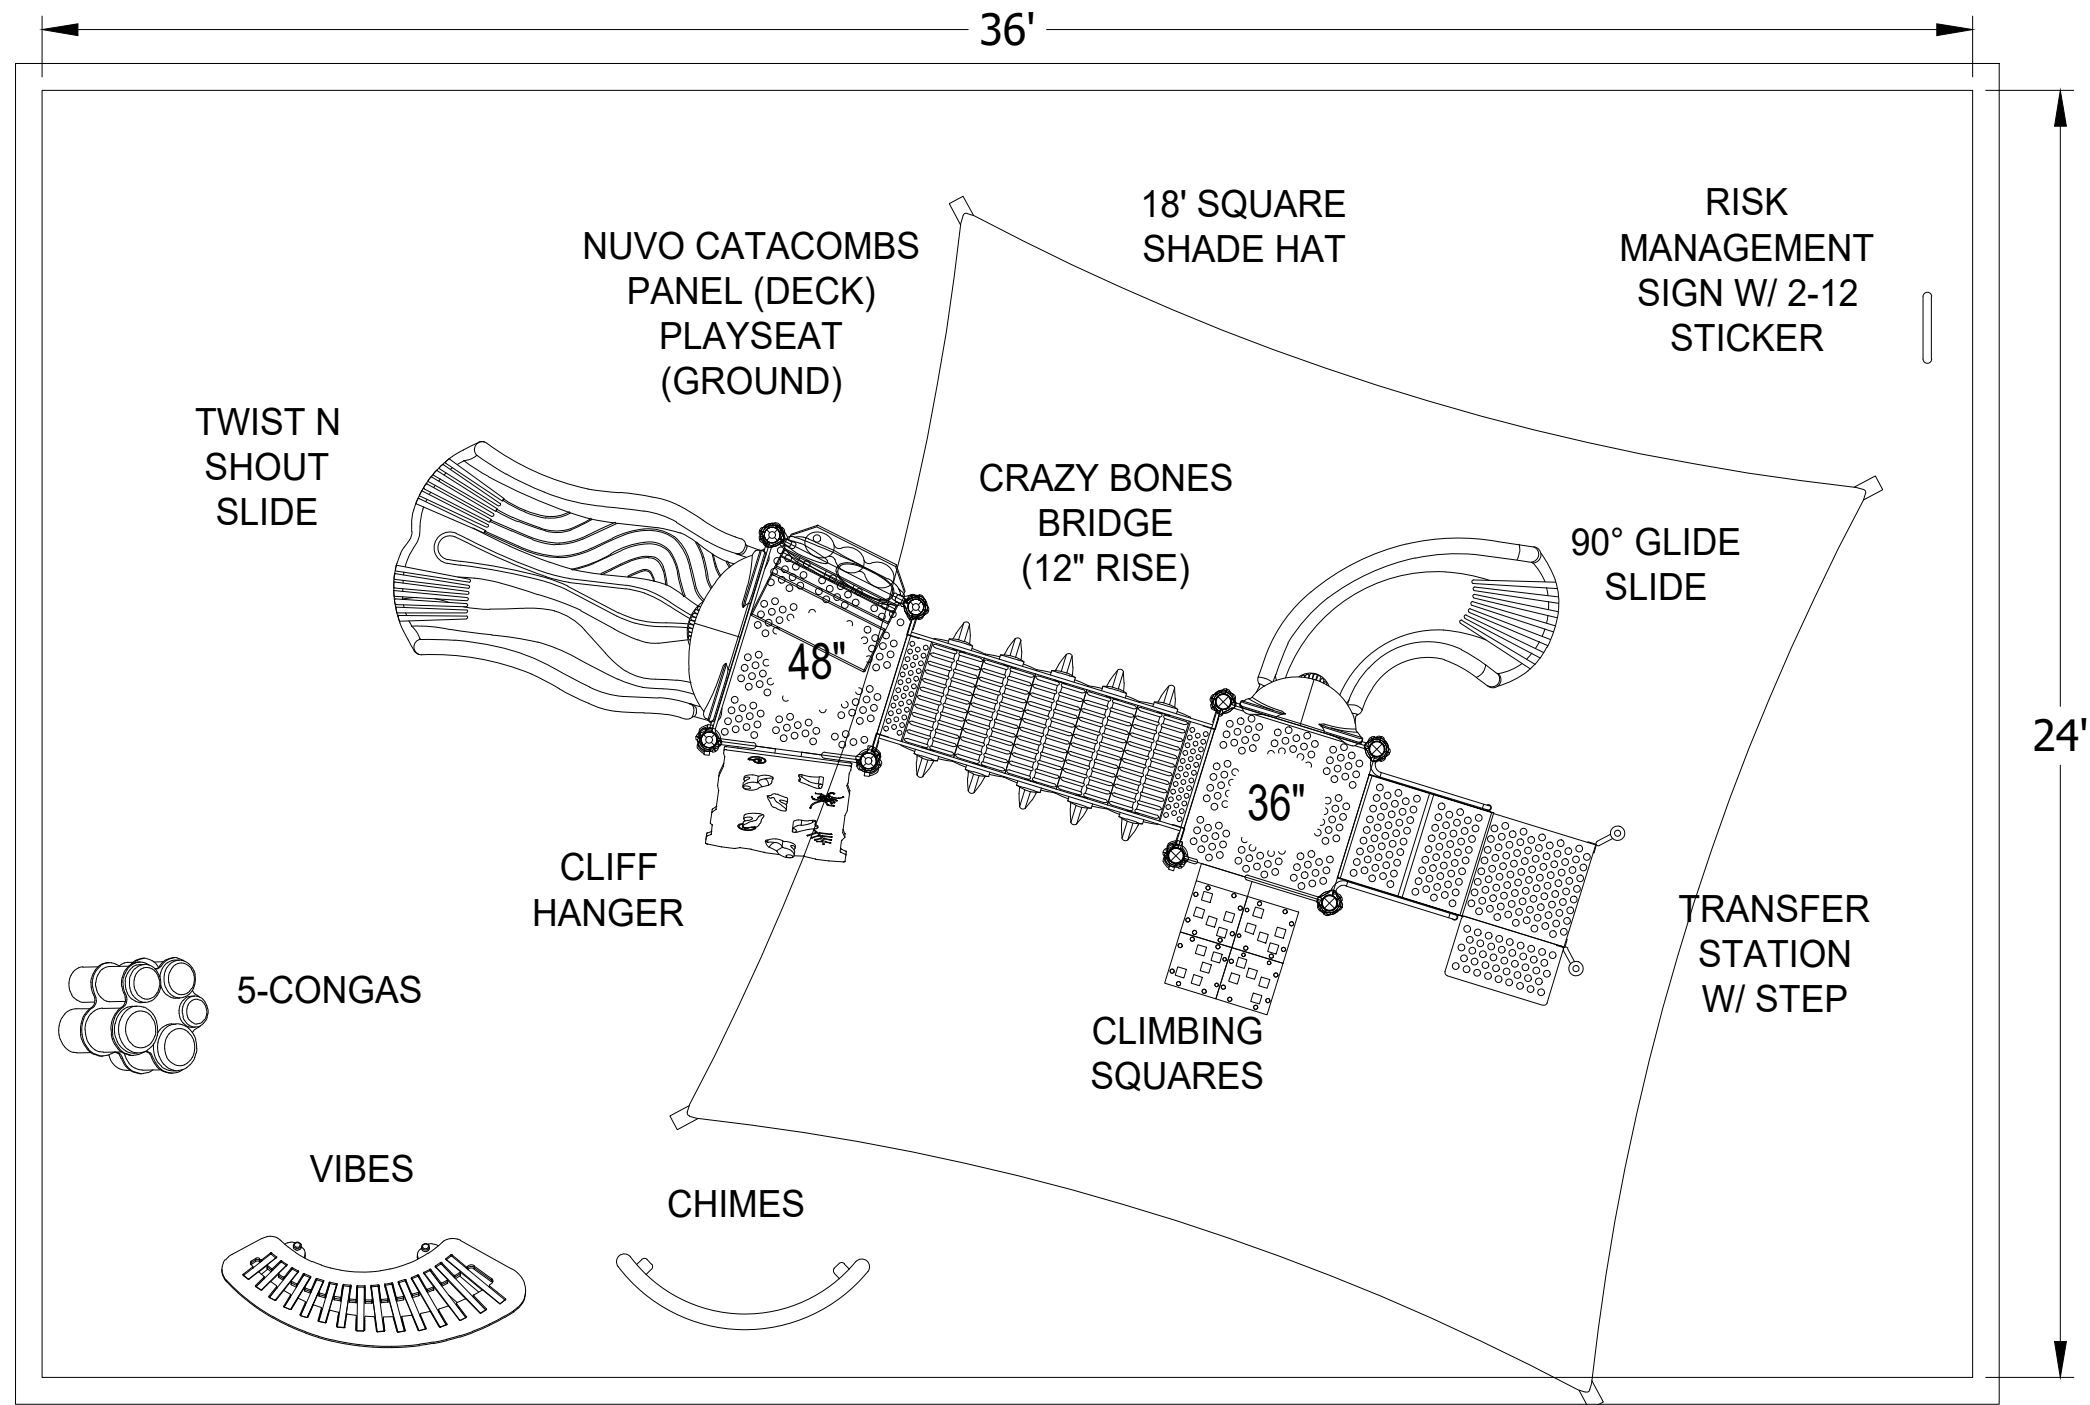 36'
18' SQUARE
SHADE HAT
RISK
MANAGEMENT
SIGN W/ 2-12
STICKER
NUVO CATACOMBS
PANEL (DECK)
PLAYSEAT
(GROUND)
TWIST N
SHOUT
SLIDE
CRAZY BONES
BRIDGE
(12" RISE)
90° GLIDE
SLIDE
48"
24'
36"
CLIFF
HANGER
TRANSFER
STATION
W/ STEP
5-CONGAS
CLIMBING
SQUARES
VIBES
CHIMES